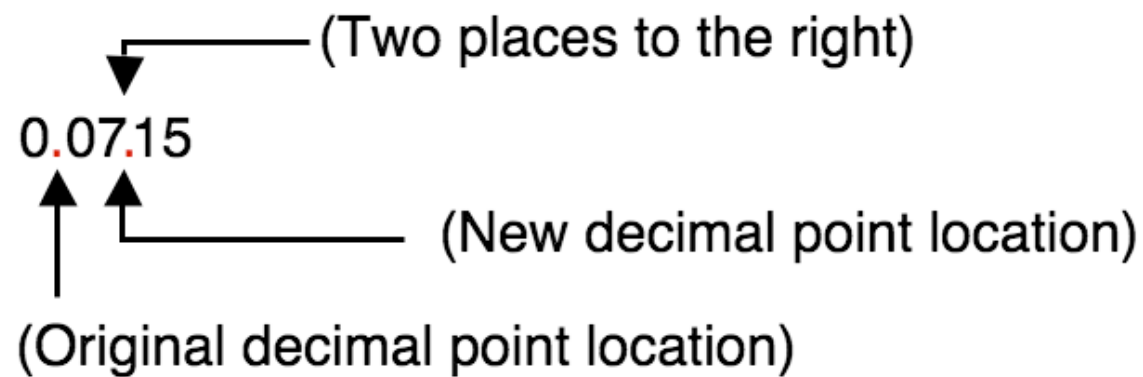 (Two places to the right)
0.07.15
(New decimal point location)
(Original decimal point location)